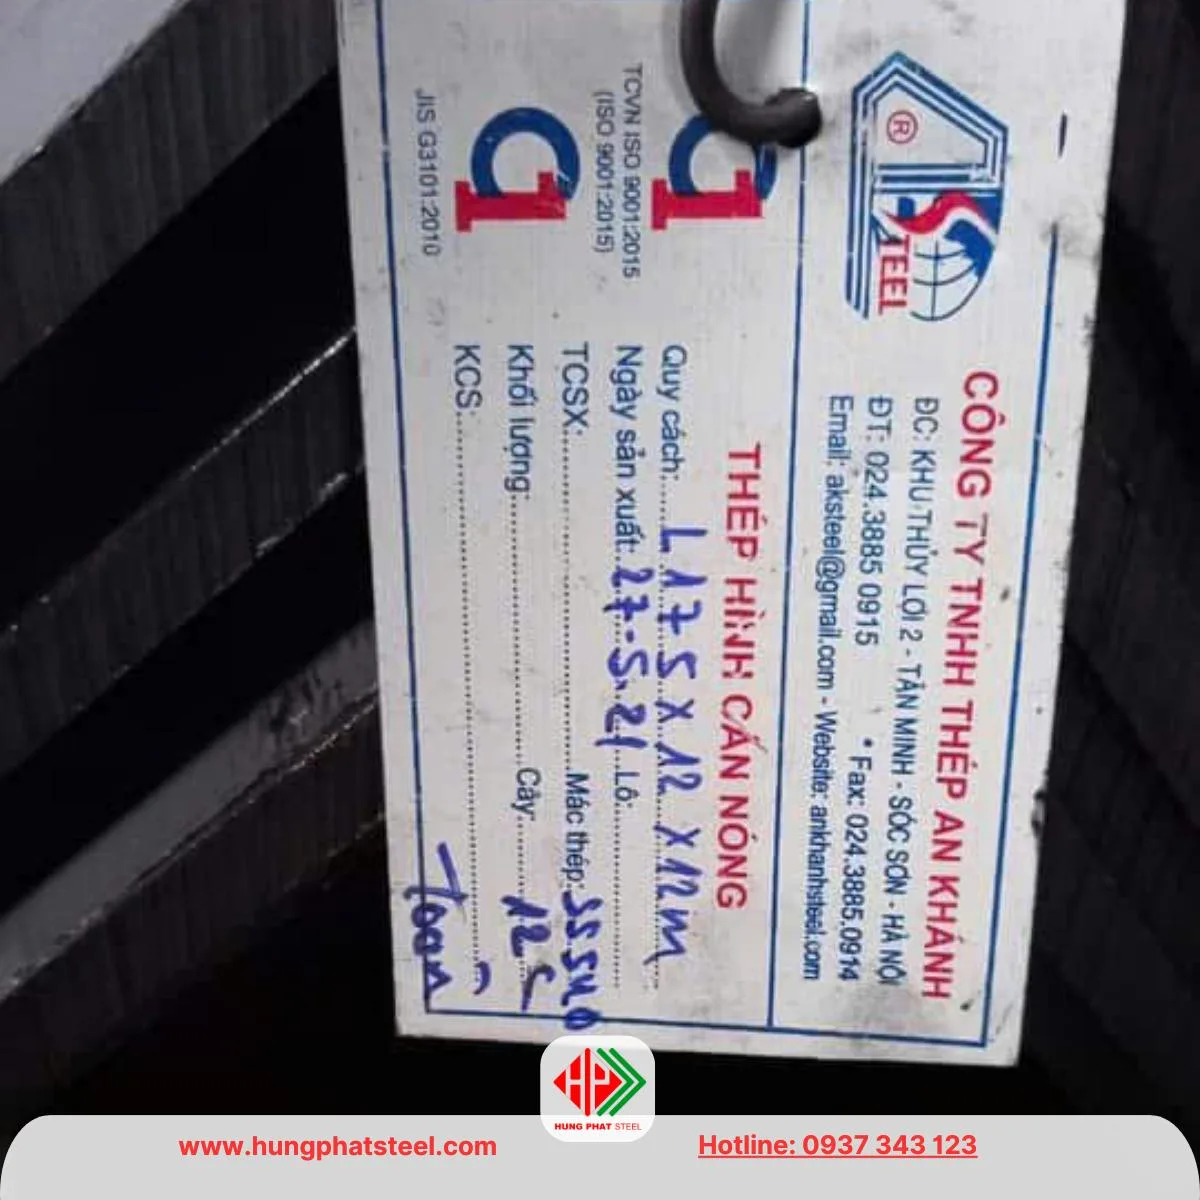 ®
S
TEEL
CÔNG TY TNHH THÉP AN KHÁNH
ĐC: KHU THỦY LỢI 2 - TÂN MINH - SÓC SƠN - HÀ NỘI
ĐT: 024.3885 0915 • Fax: 024.3885.0914
Email: aksteel@gmail.com - Website: ankhanhsteel.com
TCVN ISO 9001:2015
(ISO 9001:2015)
JIS G3101:2010
THÉP HÌNH CÁN NÓNG
Quy cách: L175 X 12 X 12m
Ngày sản xuất: 27-5.21 Lô:
TCSX: Mác thép: SS540
Khối lượng: Cây: 12C
KCS:
HUNG PHAT STEEL
www.hungphatsteel.com
Hotline: 0937 343 123